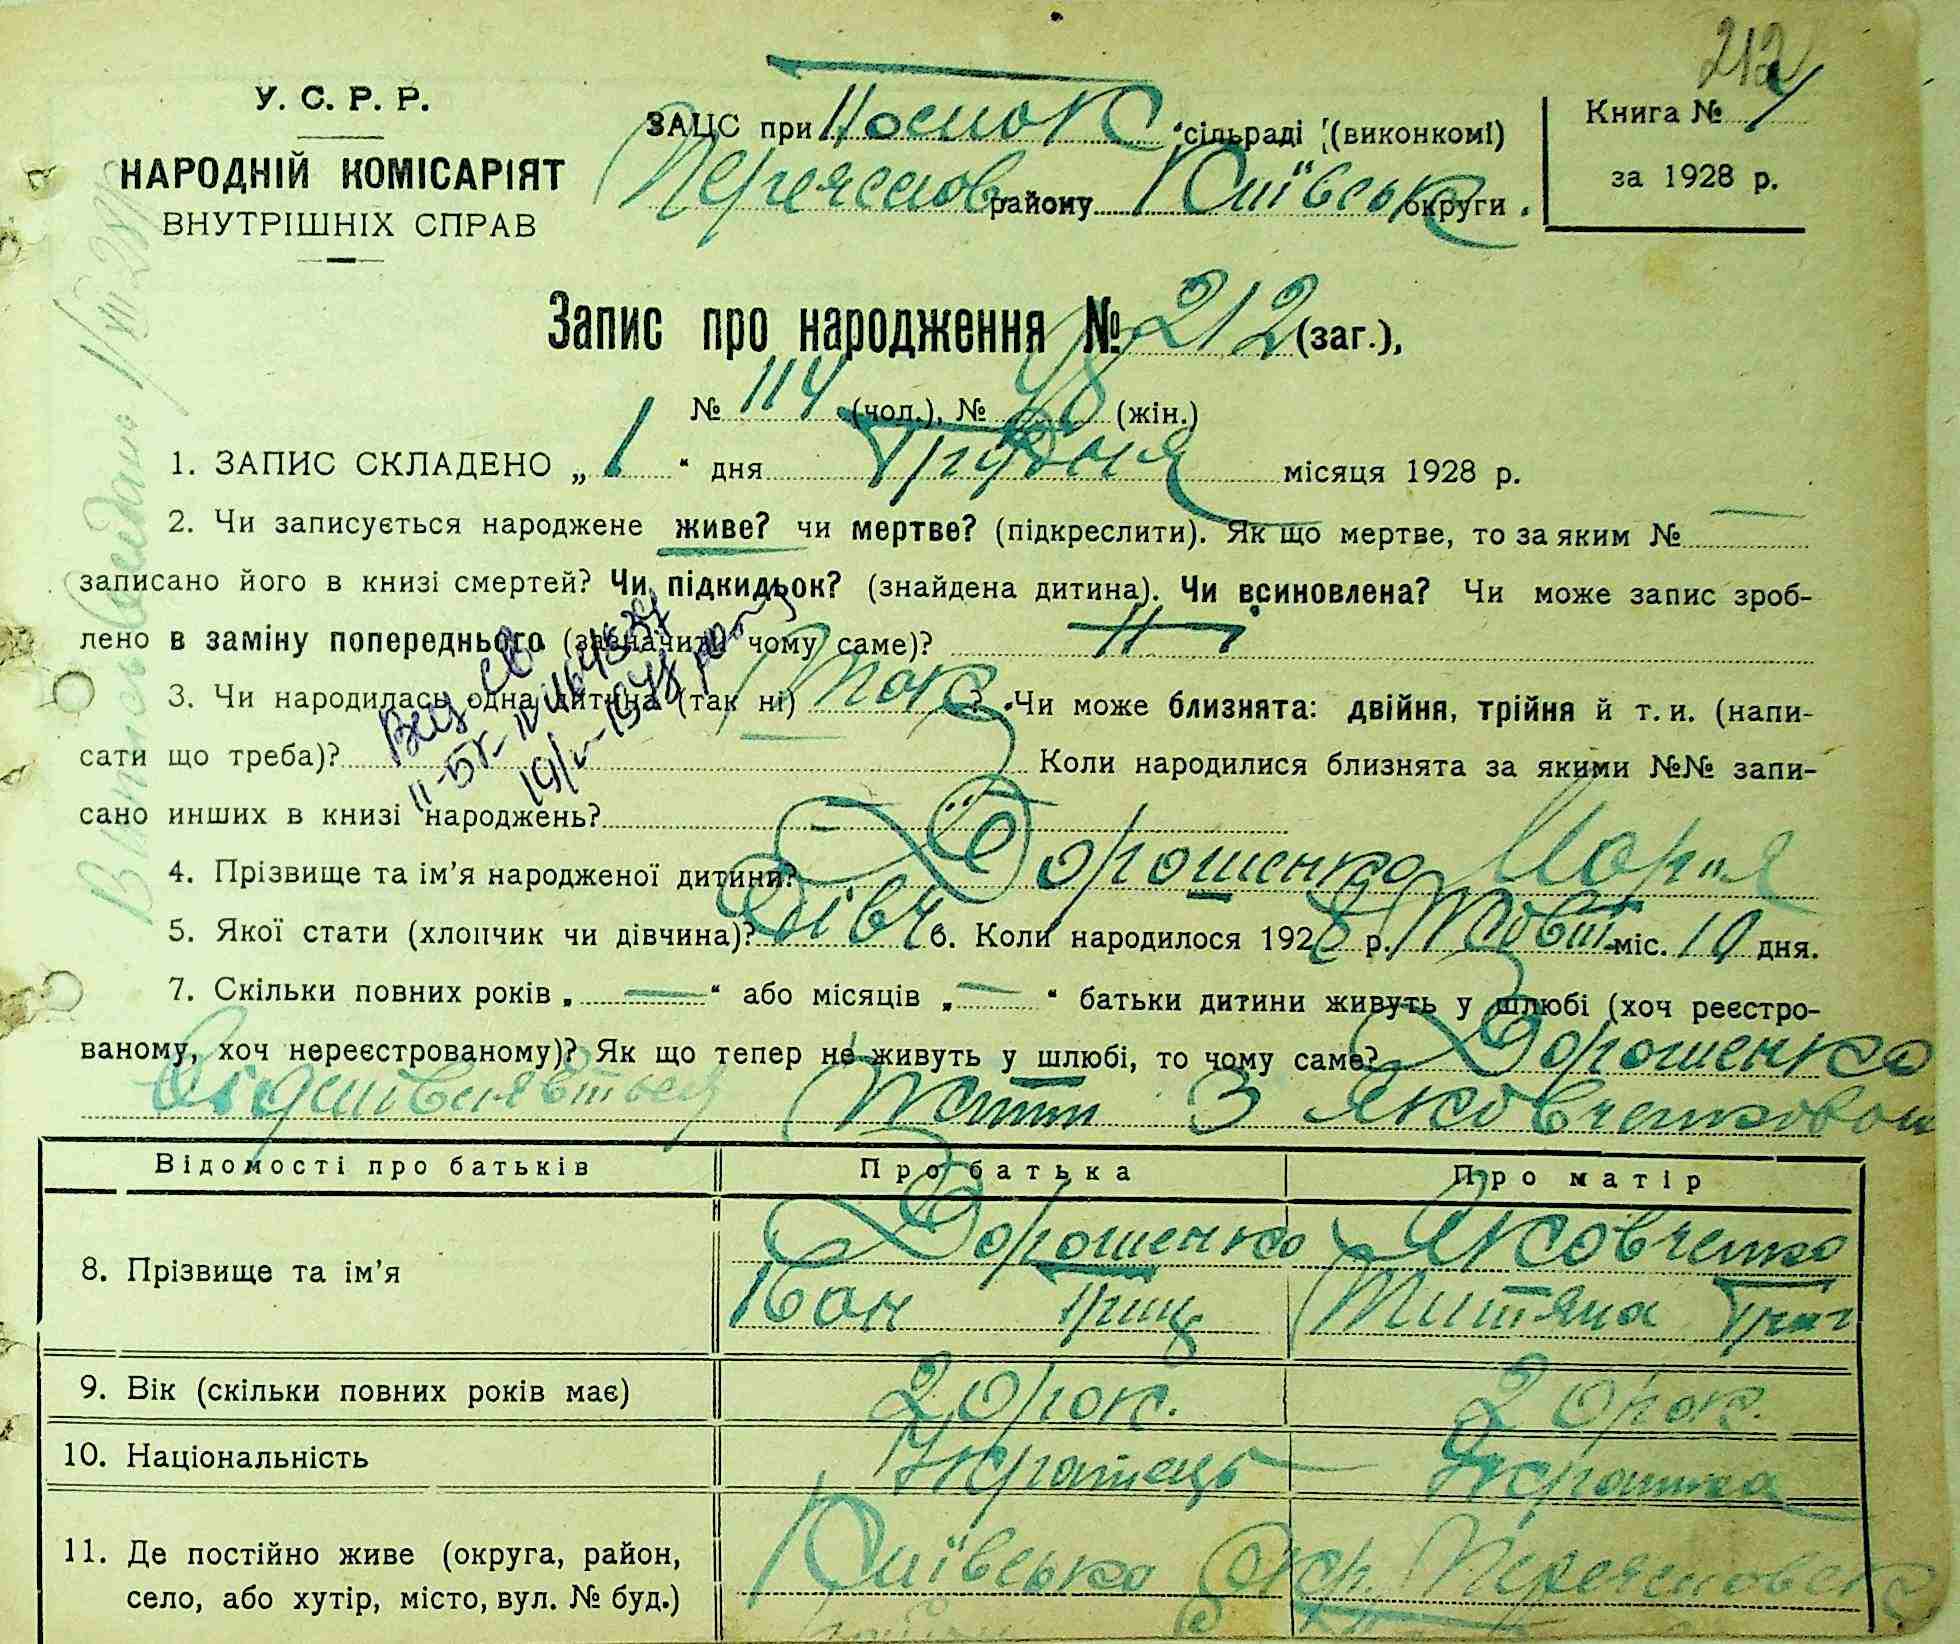 212
У. С. Р. Р.
НАРОДНІЙ КОМІСАРІЯТ
ВНУТРІШНІХ СПРАВ
ЗАЦС при сільраді (виконкомі)
Переяслов району Київськ округи.
Книга № 1
за 1928 р.
Запис про народження № 212 (заг.),
№ 114 (чол.), № 98 (жін.)
1. ЗАПИС СКЛАДЕНО „ 1 “ дня Грудня місяця 1928 р.
2. Чи записується народжене живе? чи мертве? (підкреслити). Як що мертве, то за яким № —
записано його в книзі смертей? Чи підкидьок? (знайдена дитина). Чи всиновлена? Чи може запис зроб-
лено в заміну попереднього (зазначити чому саме)? Ні
3. Чи народилась одна дитина (так ні) Так ? Чи може близнята: двійня, трійня й т. и. (напи-
сати що треба)? — Коли народилися близнята за якими №№ запи-
сано инших в книзі народжень? —
4. Прізвище та ім’я народженої дитини? Дорошенко Марія
5. Якої стати (хлопчик чи дівчина)? Дівч 6. Коли народилося 1928 р. Жовт міс. 10 дня.
7. Скільки повних років „ — “ або місяців „ — “ батьки дитини живуть у шлюбі (хоч реєстро-
ваному, хоч нереєстрованому)? Як що тепер не живуть у шлюбі, то чому саме? Дорошенко
жити з Яковченковою
Відомості про батьків Про батька Про матір
8. Прізвище та ім’я Дорошенко Яковченко
Іван Гриц Титяна
9. Вік (скільки повних років має) 20 рок. 20 рок.
10. Національність Українець Українка
11. Де постійно живе (округа, район, Київська Окр. Переясловськ
село, або хутір, місто, вул. № буд.)